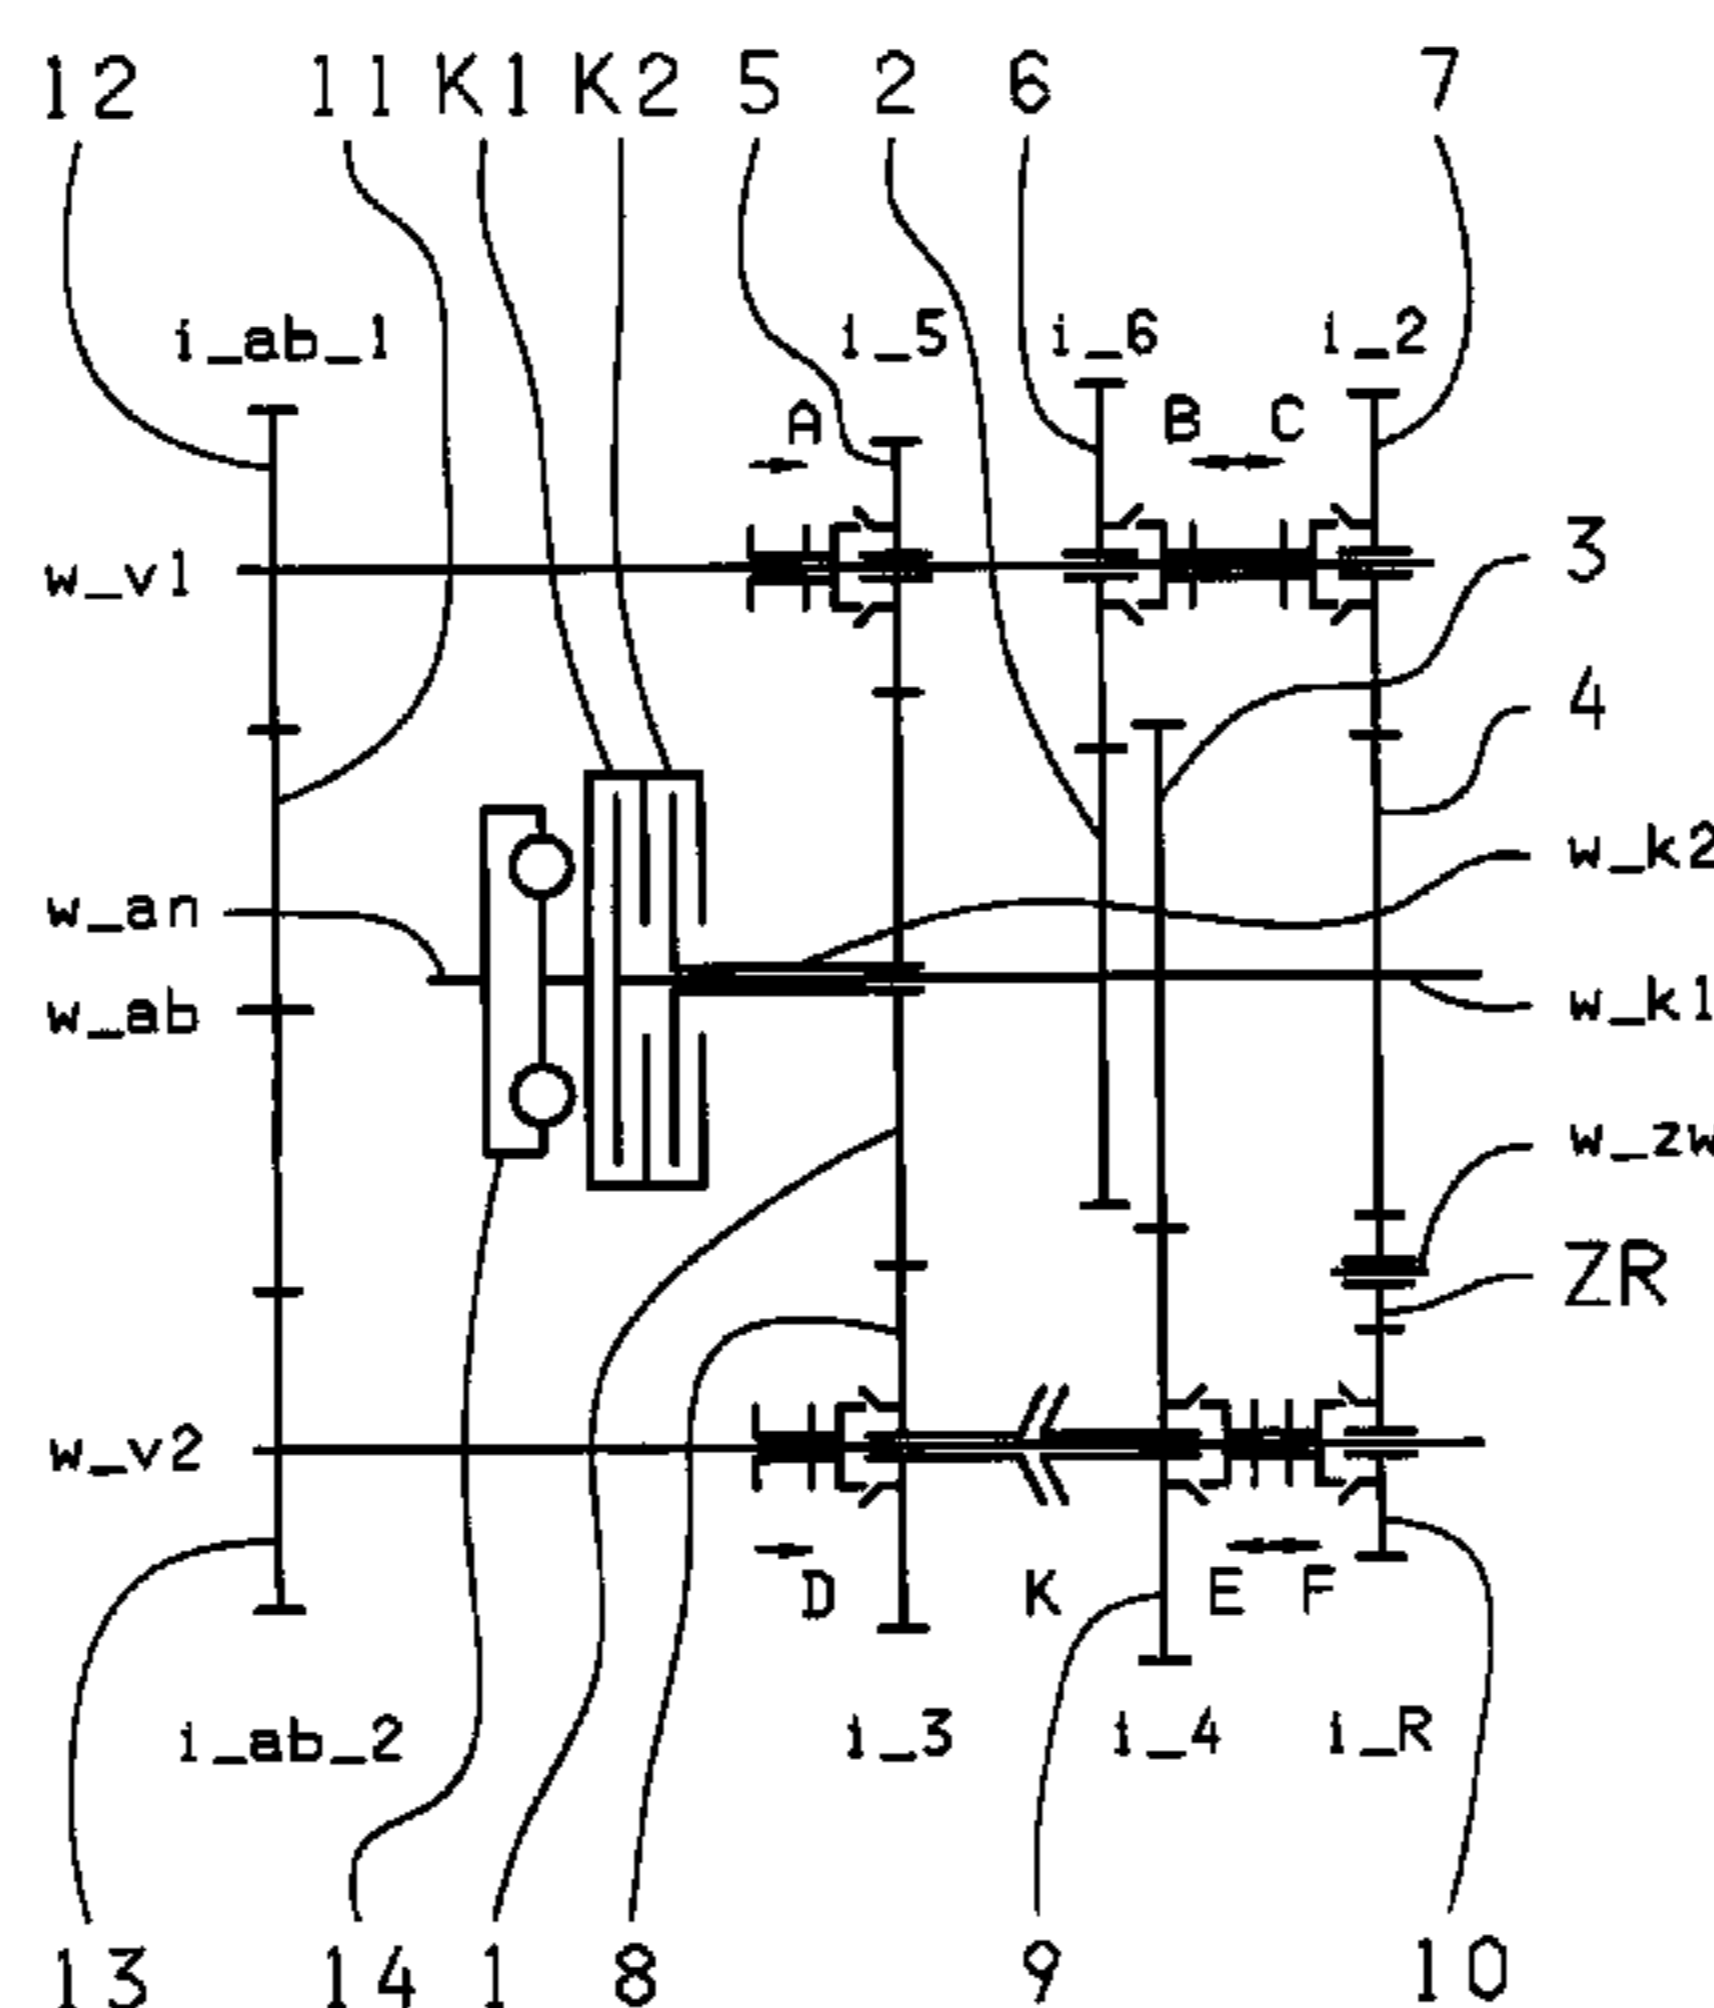 12 11 K1 K2 5 2 6 7
i_ab_1 i_5 i_6 i_2
A B C
w_v1 3
4
w_k2
w_an
w_ab w_k1
w_zw
ZR
w_v2
D K E F
i_ab_2 i_3 i_4 i_R
13 14 1 8 9 10